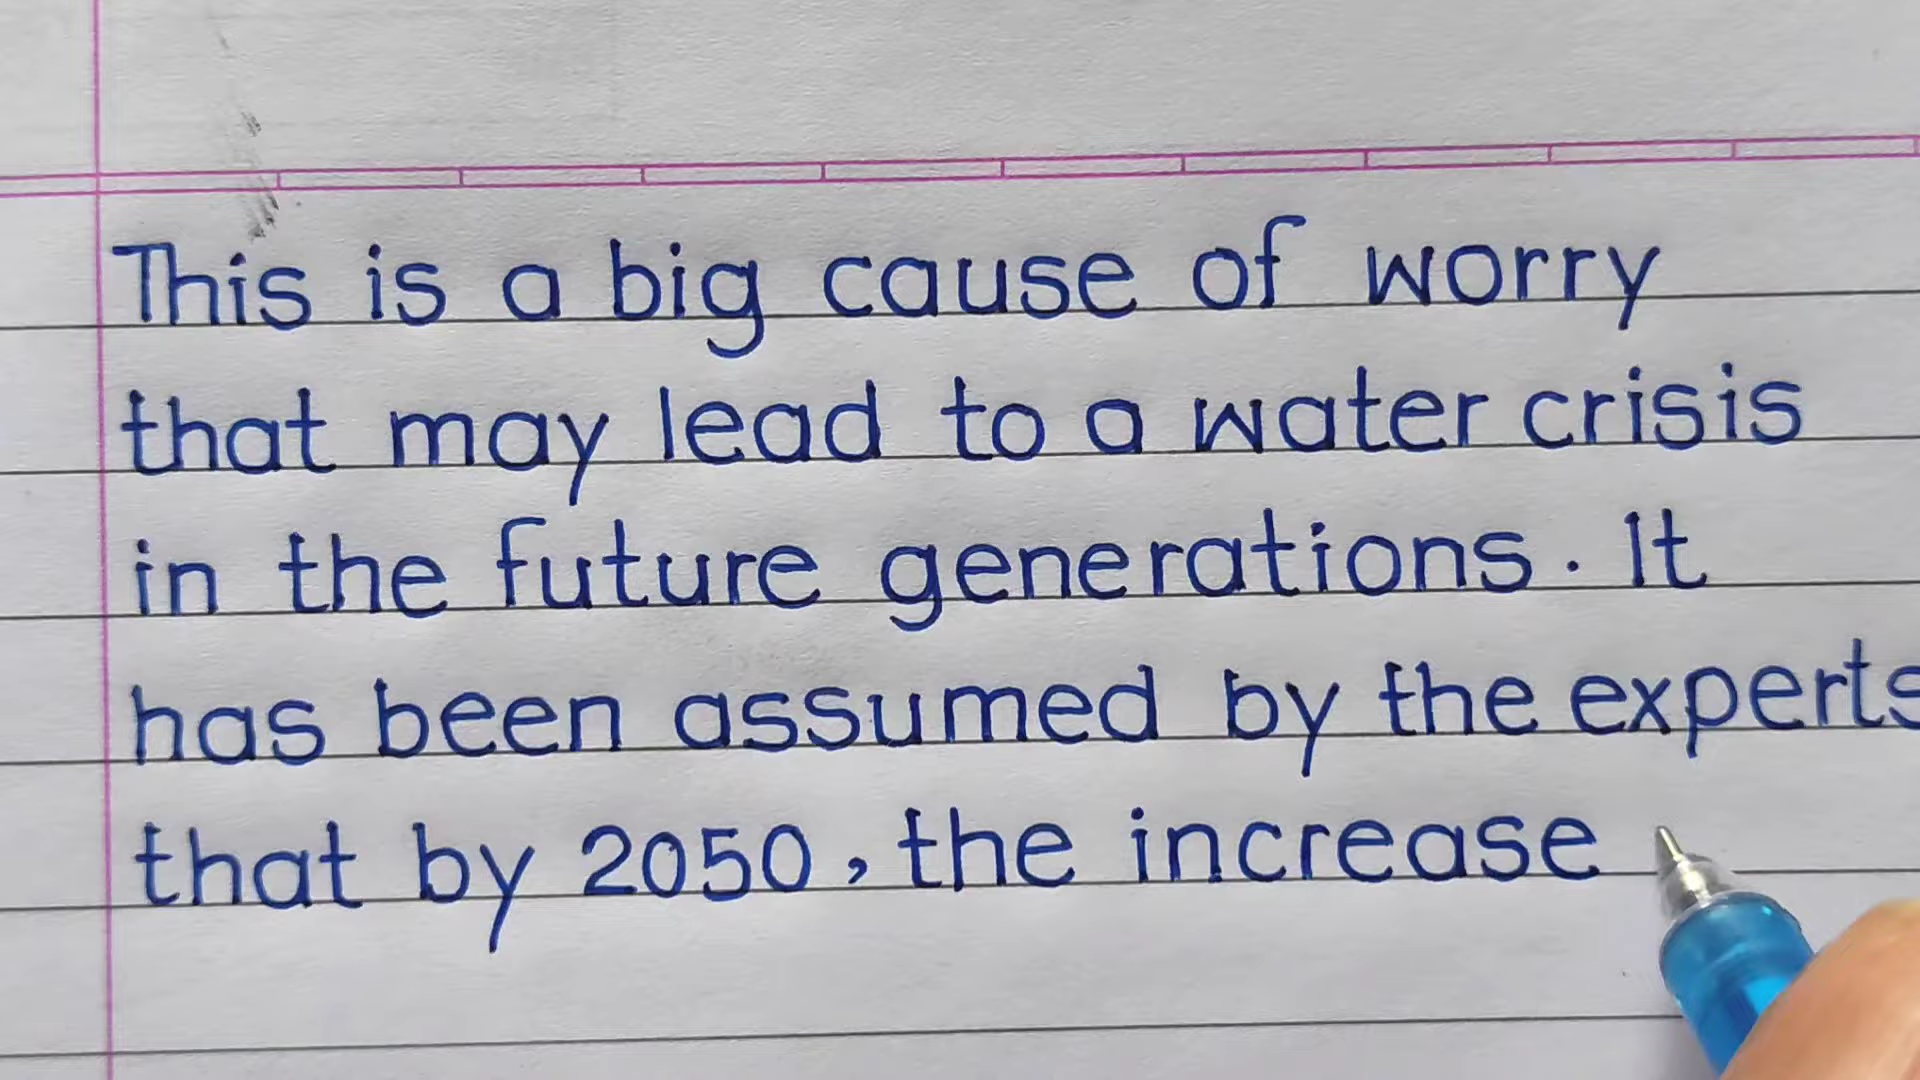 This is a big cause of worry
that may lead to a water crisis
in the future generations. It
has been assumed by the experts
that by 2050, the increase